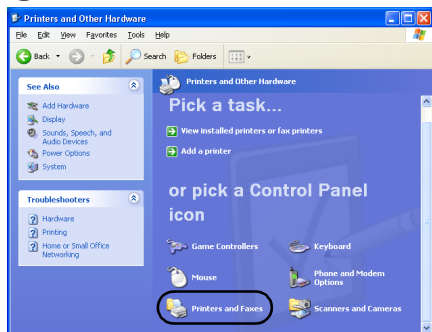 Printers and Other Hardware
File Edit View Favorites Tools Help
Back Search Folders
See Also
Add Hardware
Display
Sounds, Speech, and
Audio Devices
Power Options
System
Troubleshooters
Hardware
Printing
Home or Small Office
Networking
Printers and Other Hardware
Pick a task...
View installed printers or fax printers
Add a printer
or pick a Control Panel
icon
Game Controllers
Keyboard
Mouse
Phone and Modem
Options
Printers and Faxes
Scanners and Cameras